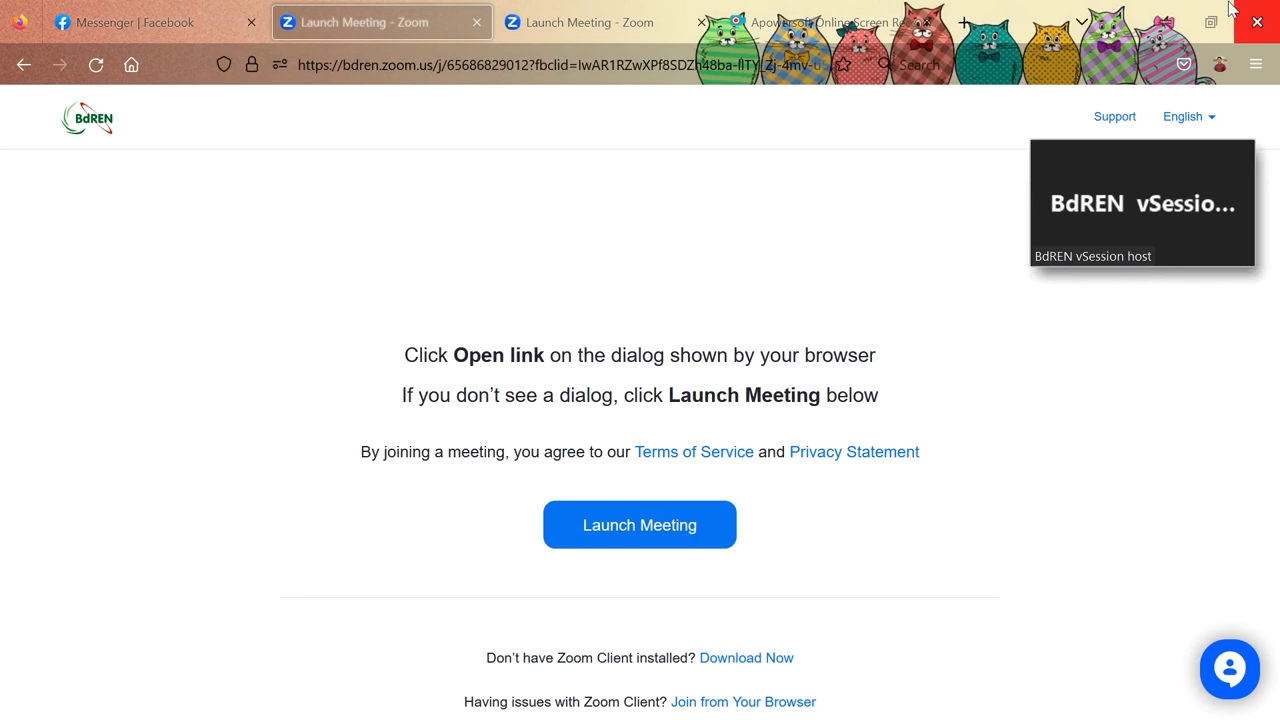 Messenger | Facebook
Launch Meeting - Zoom
Launch Meeting - Zoom
Apowersoft Online Screen Rec
https://bdren.zoom.us/j/65686829012?fbclid=IwAR1RZwXPf8SDZh48ba-
Search
BdREN
Support
English
BdREN vSessio...
BdREN vSession host
Click Open link on the dialog shown by your browser
If you don’t see a dialog, click Launch Meeting below
By joining a meeting, you agree to our Terms of Service and Privacy Statement
Launch Meeting
Don’t have Zoom Client installed? Download Now
Having issues with Zoom Client? Join from Your Browser